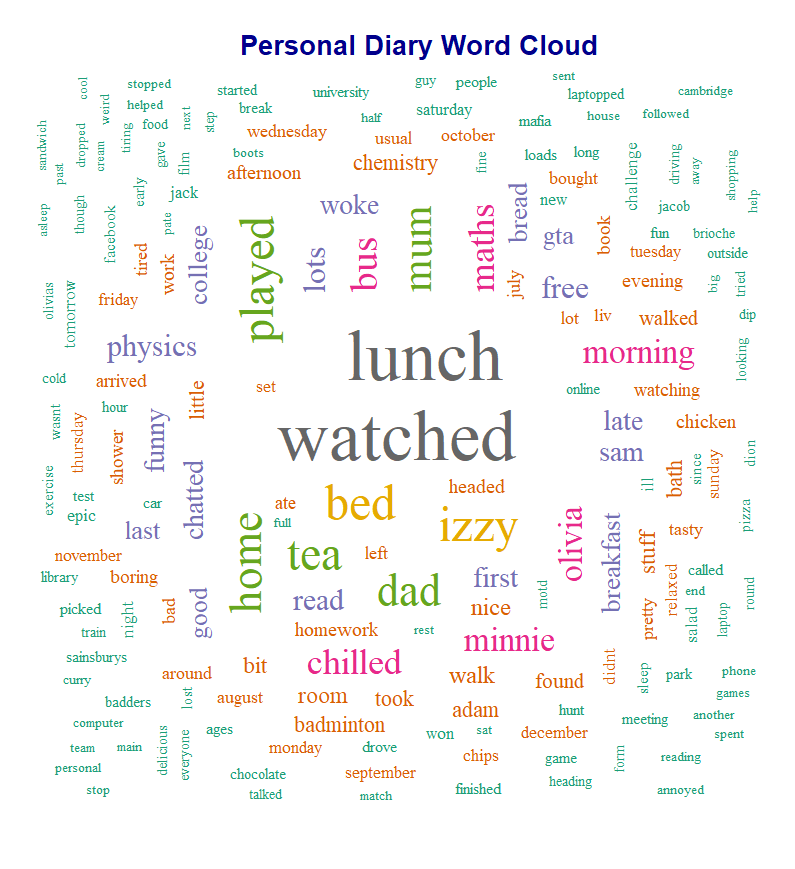 Personal Diary Word Cloud
cool
stopped
started
university
guy
people
sent
laptopped
cambridge
weird
helped
next
step
break
half
saturday
mafia
house
followed
sandwich
past
dropped
cream
tiring
food
gave
film
wednesday
boots
afternoon
usual
chemistry
october
fine
loads
long
bought
challenge
driving
away
shopping
help
asleep
though
facebook
early
pate
jack
woke
bread
new
jacob
college
played
lots
bus
mum
maths
gta
book
fun
brioche
tuesday
outside
tired
work
july
free
evening
big
tried
olivias
tomorrow
friday
lot
liv
walked
dip
physics
lunch
morning
looking
cold
arrived
little
set
online
watching
wasnt
thursday
hour
shower
funny
watched
late
sam
chicken
exercise
test
epic
car
last
chatted
ate
full
bed
headed
izzy
ill
bath
since
sunday
dion
pizza
tasty
november
library
boring
home
tea
left
olivia
breakfast
stuff
called
picked
train
night
bad
good
read
dad
first
nice
motd
pretty
relaxed
end
salad
laptop
round
homework
rest
minnie
sainsburys
curry
around
bit
chilled
walk
found
didnt
sleep
park
phone
games
badders
lost
august
room
took
adam
hunt
meeting
another
spent
computer
team
main
delicious
everyone
ages
badminton
won
sat
december
personal
stop
monday
drove
chips
game
form
reading
chocolate
talked
september
match
finished
heading
annoyed